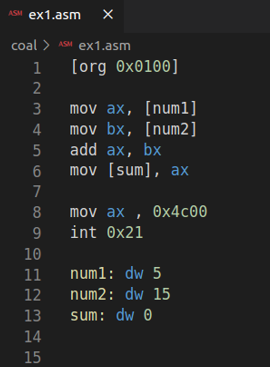 ASM ex1.asm ×
coal > ASM ex1.asm
1 [org 0x0100]
2
3 mov ax, [num1]
4 mov bx, [num2]
5 add ax, bx
6 mov [sum], ax
7
8 mov ax , 0x4c00
9 int 0x21
10
11 num1: dw 5
12 num2: dw 15
13 sum: dw 0
14
15